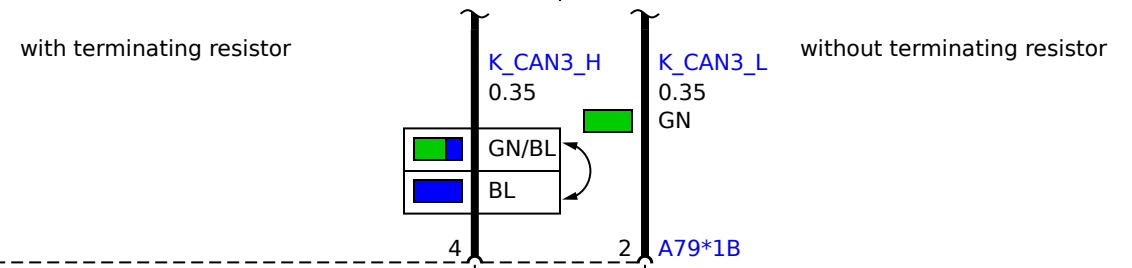 with terminating resistor
without terminating resistor
K_CAN3_H
K_CAN3_L
0.35
0.35
GN
GN/BL
BL
4
2
A79*1B